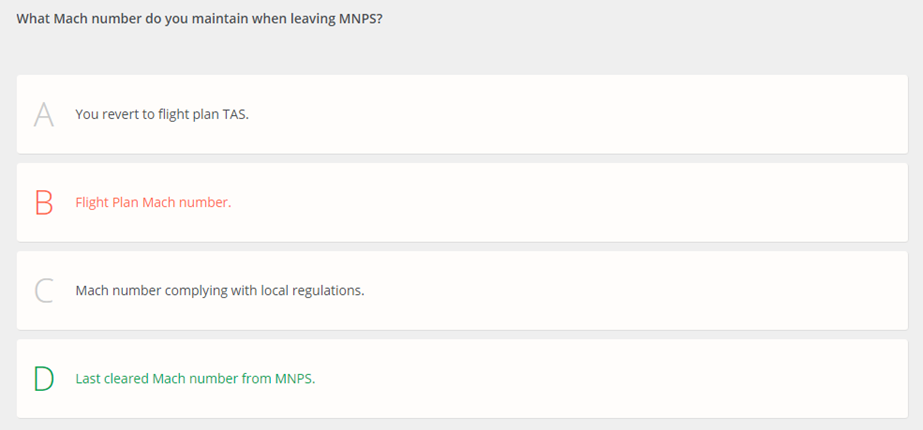 What Mach number do you maintain when leaving MNPS?
A You revert to flight plan TAS.
B Flight Plan Mach number.
C Mach number complying with local regulations.
D Last cleared Mach number from MNPS.